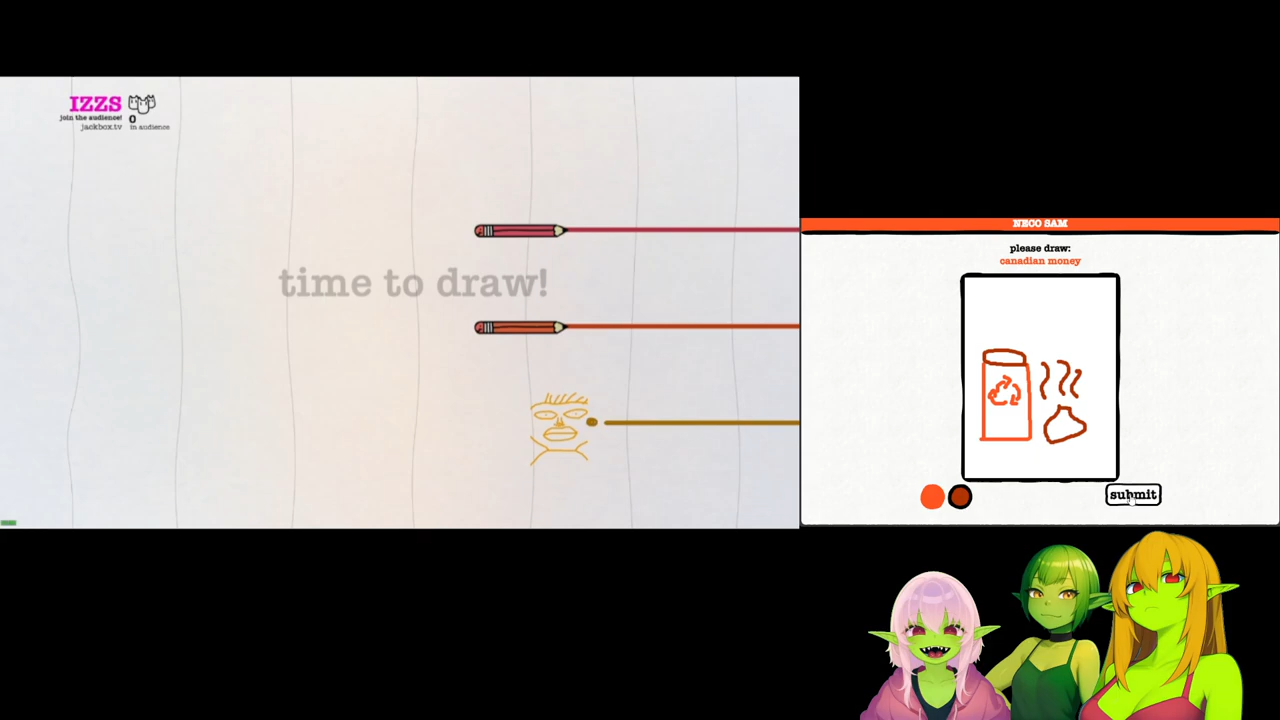 IZZS
join the audience!
jackbox.tv
0
in audience
time to draw!
NECO SAM
please draw:
canadian money
submit